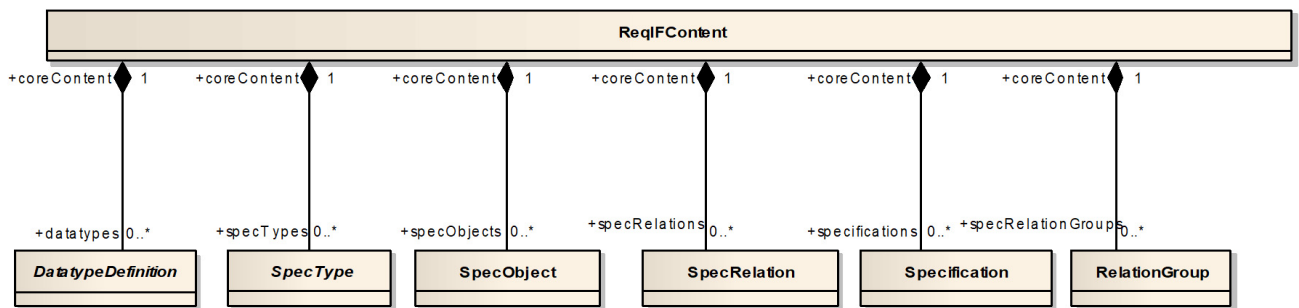 ReqIFContent
+coreContent 1 +coreContent 1 +coreContent 1 +coreContent 1 +coreContent 1 +coreContent 1
+datatypes 0..* +specTypes 0..* +specObjects 0..* +specRelations 0..* +specifications 0..* +specRelationGroups 0..*
DatatypeDefinition SpecType SpecObject SpecRelation Specification RelationGroup